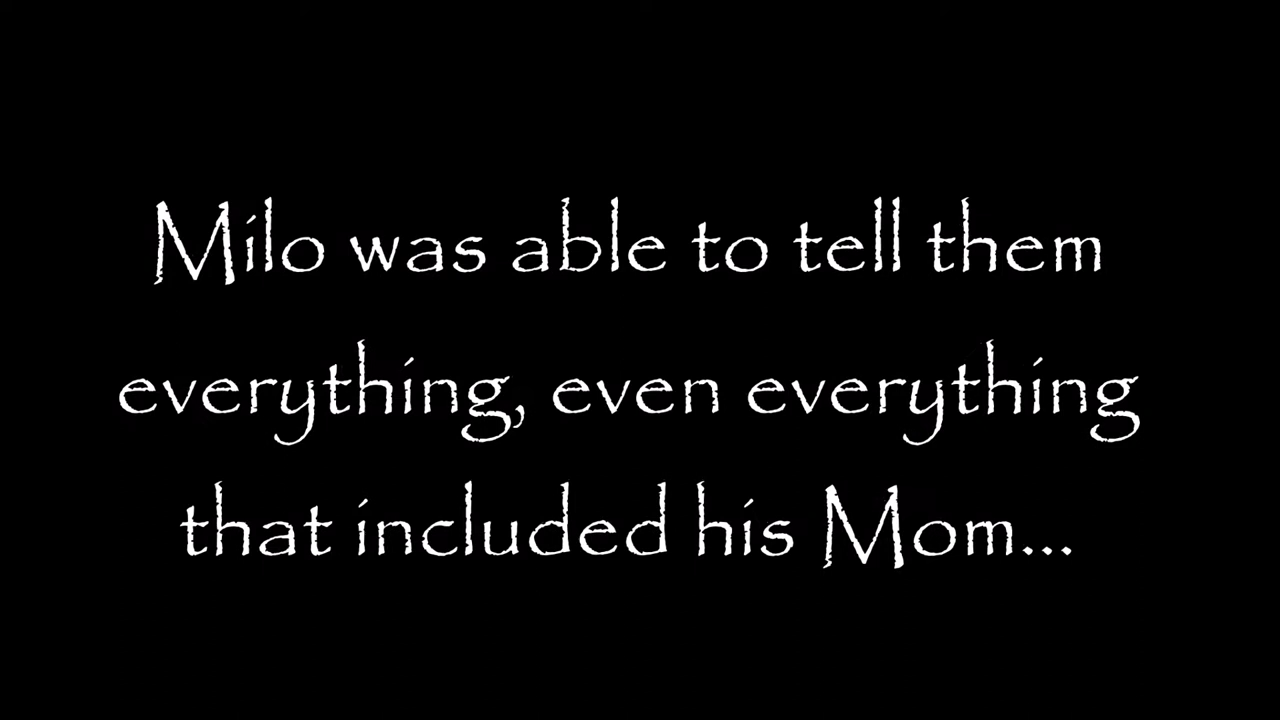 Milo was able to tell them
everything, even everything
that included his Mom...